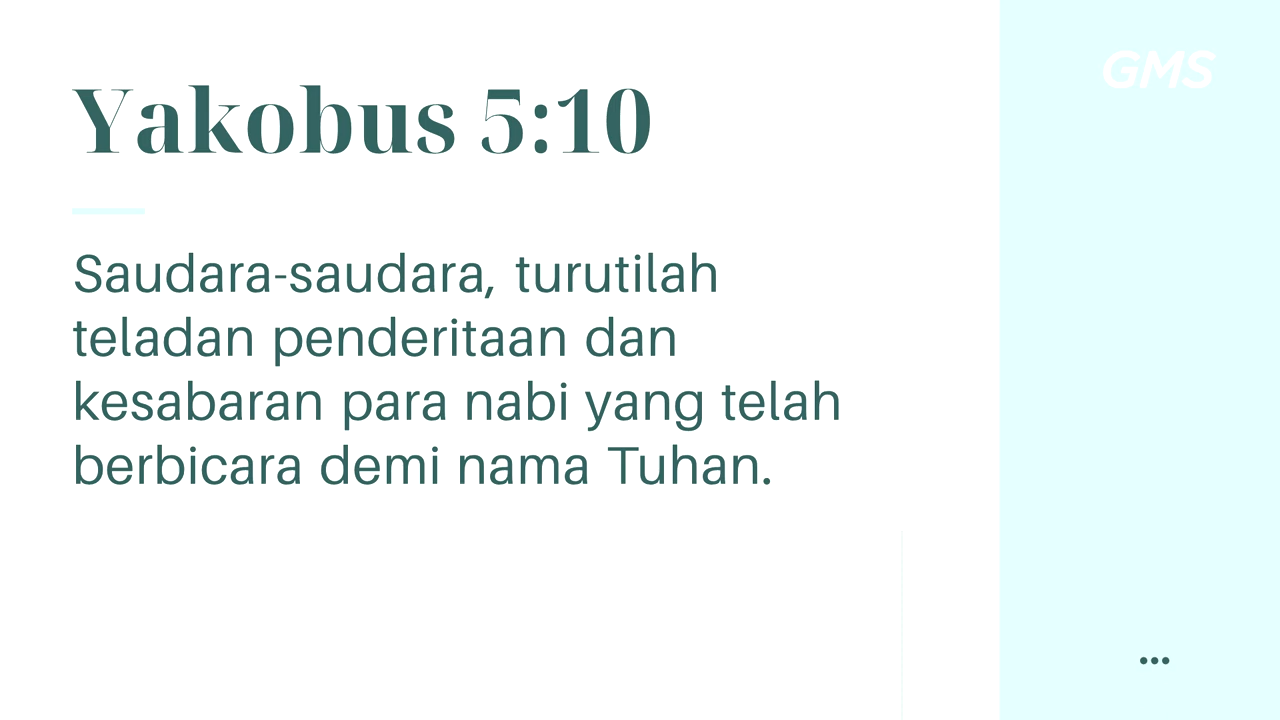 GMS
Yakobus 5:10
Saudara-saudara, turutilah
teladan penderitaan dan
kesabaran para nabi yang telah
berbicara demi nama Tuhan.
...